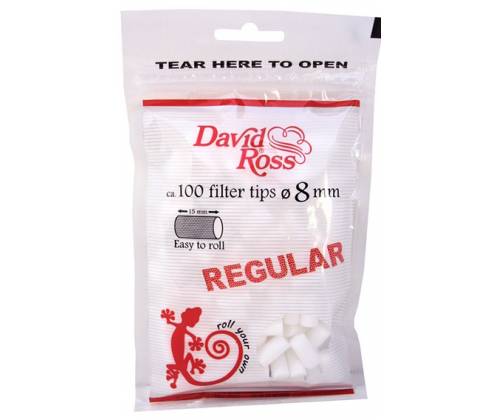 TEAR HERE TO OPEN
David
Ross®
ca. 100 filter tips ø 8 mm
15 mm
Easy to roll
REGULAR
roll your own